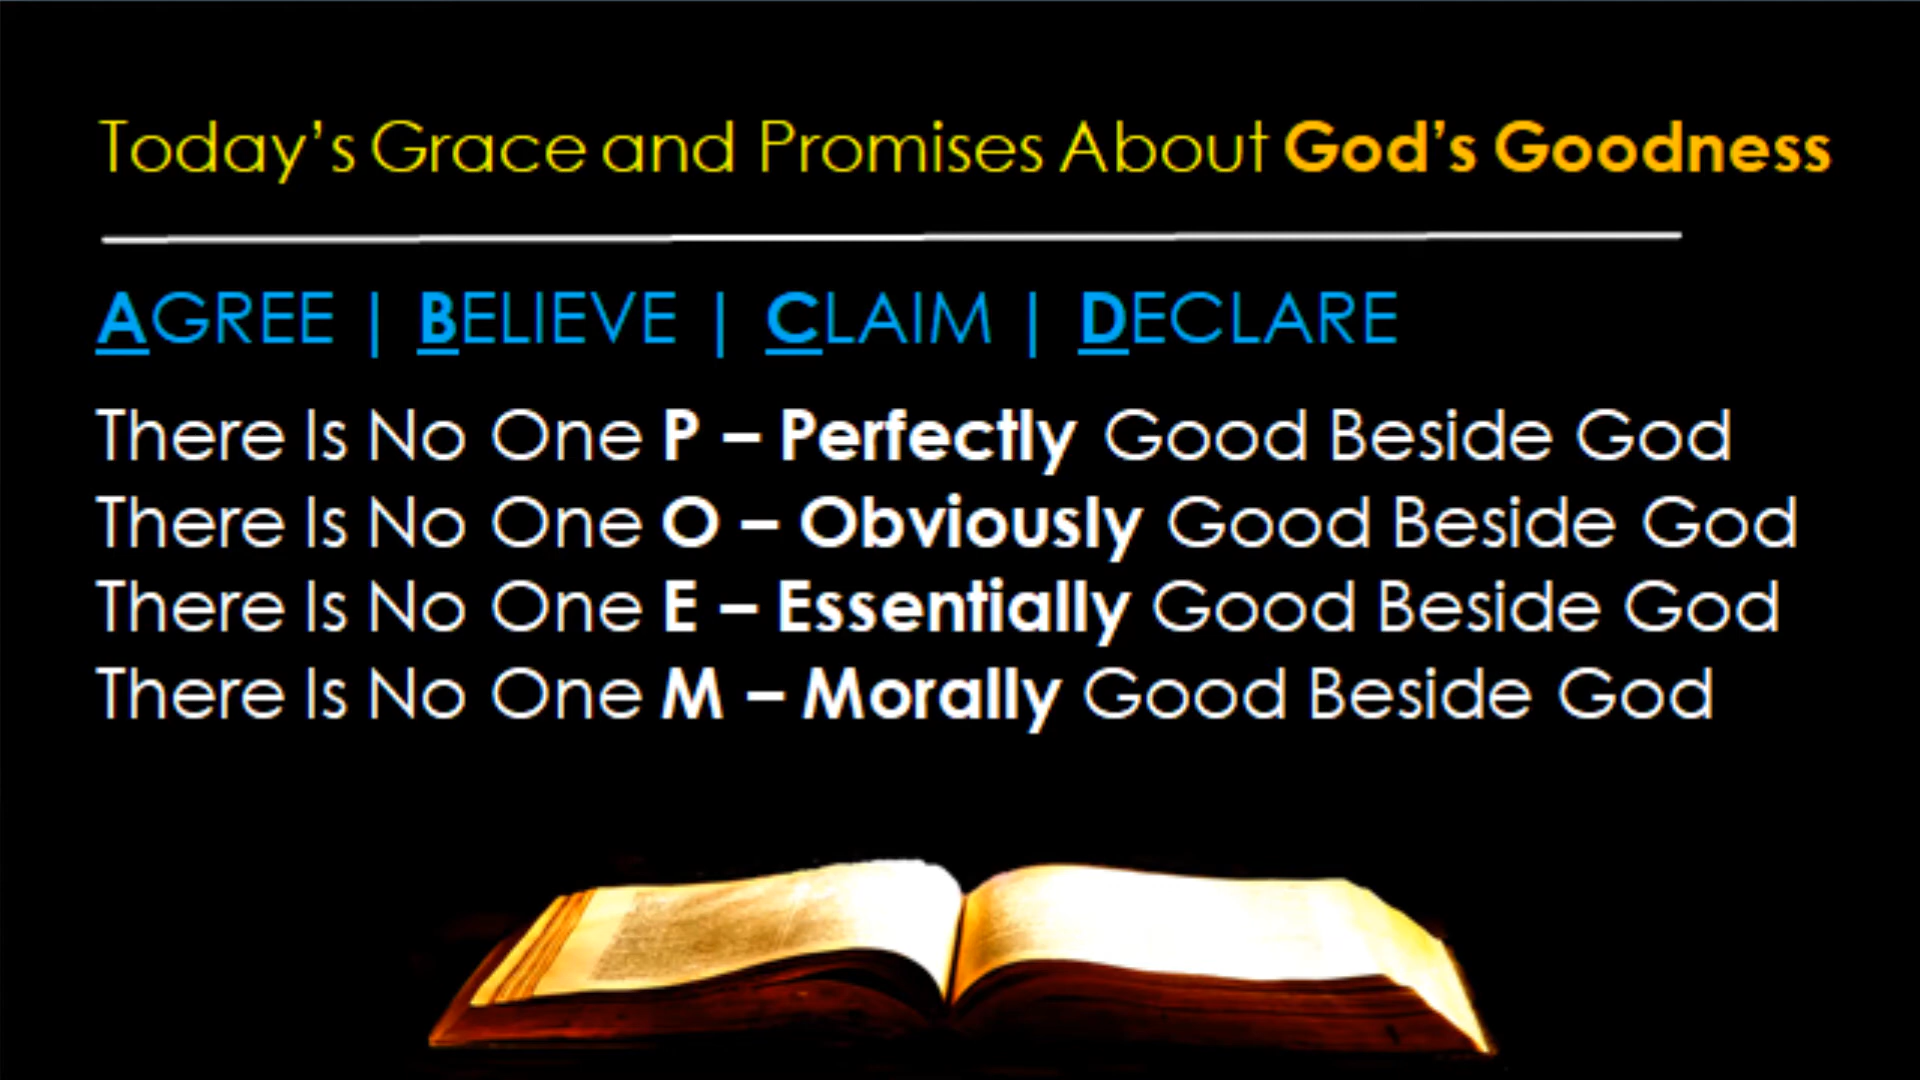 Today’s Grace and Promises About God’s Goodness
AGREE | BELIEVE | CLAIM | DECLARE
There Is No One P – Perfectly Good Beside God
There Is No One O – Obviously Good Beside God
There Is No One E – Essentially Good Beside God
There Is No One M – Morally Good Beside God